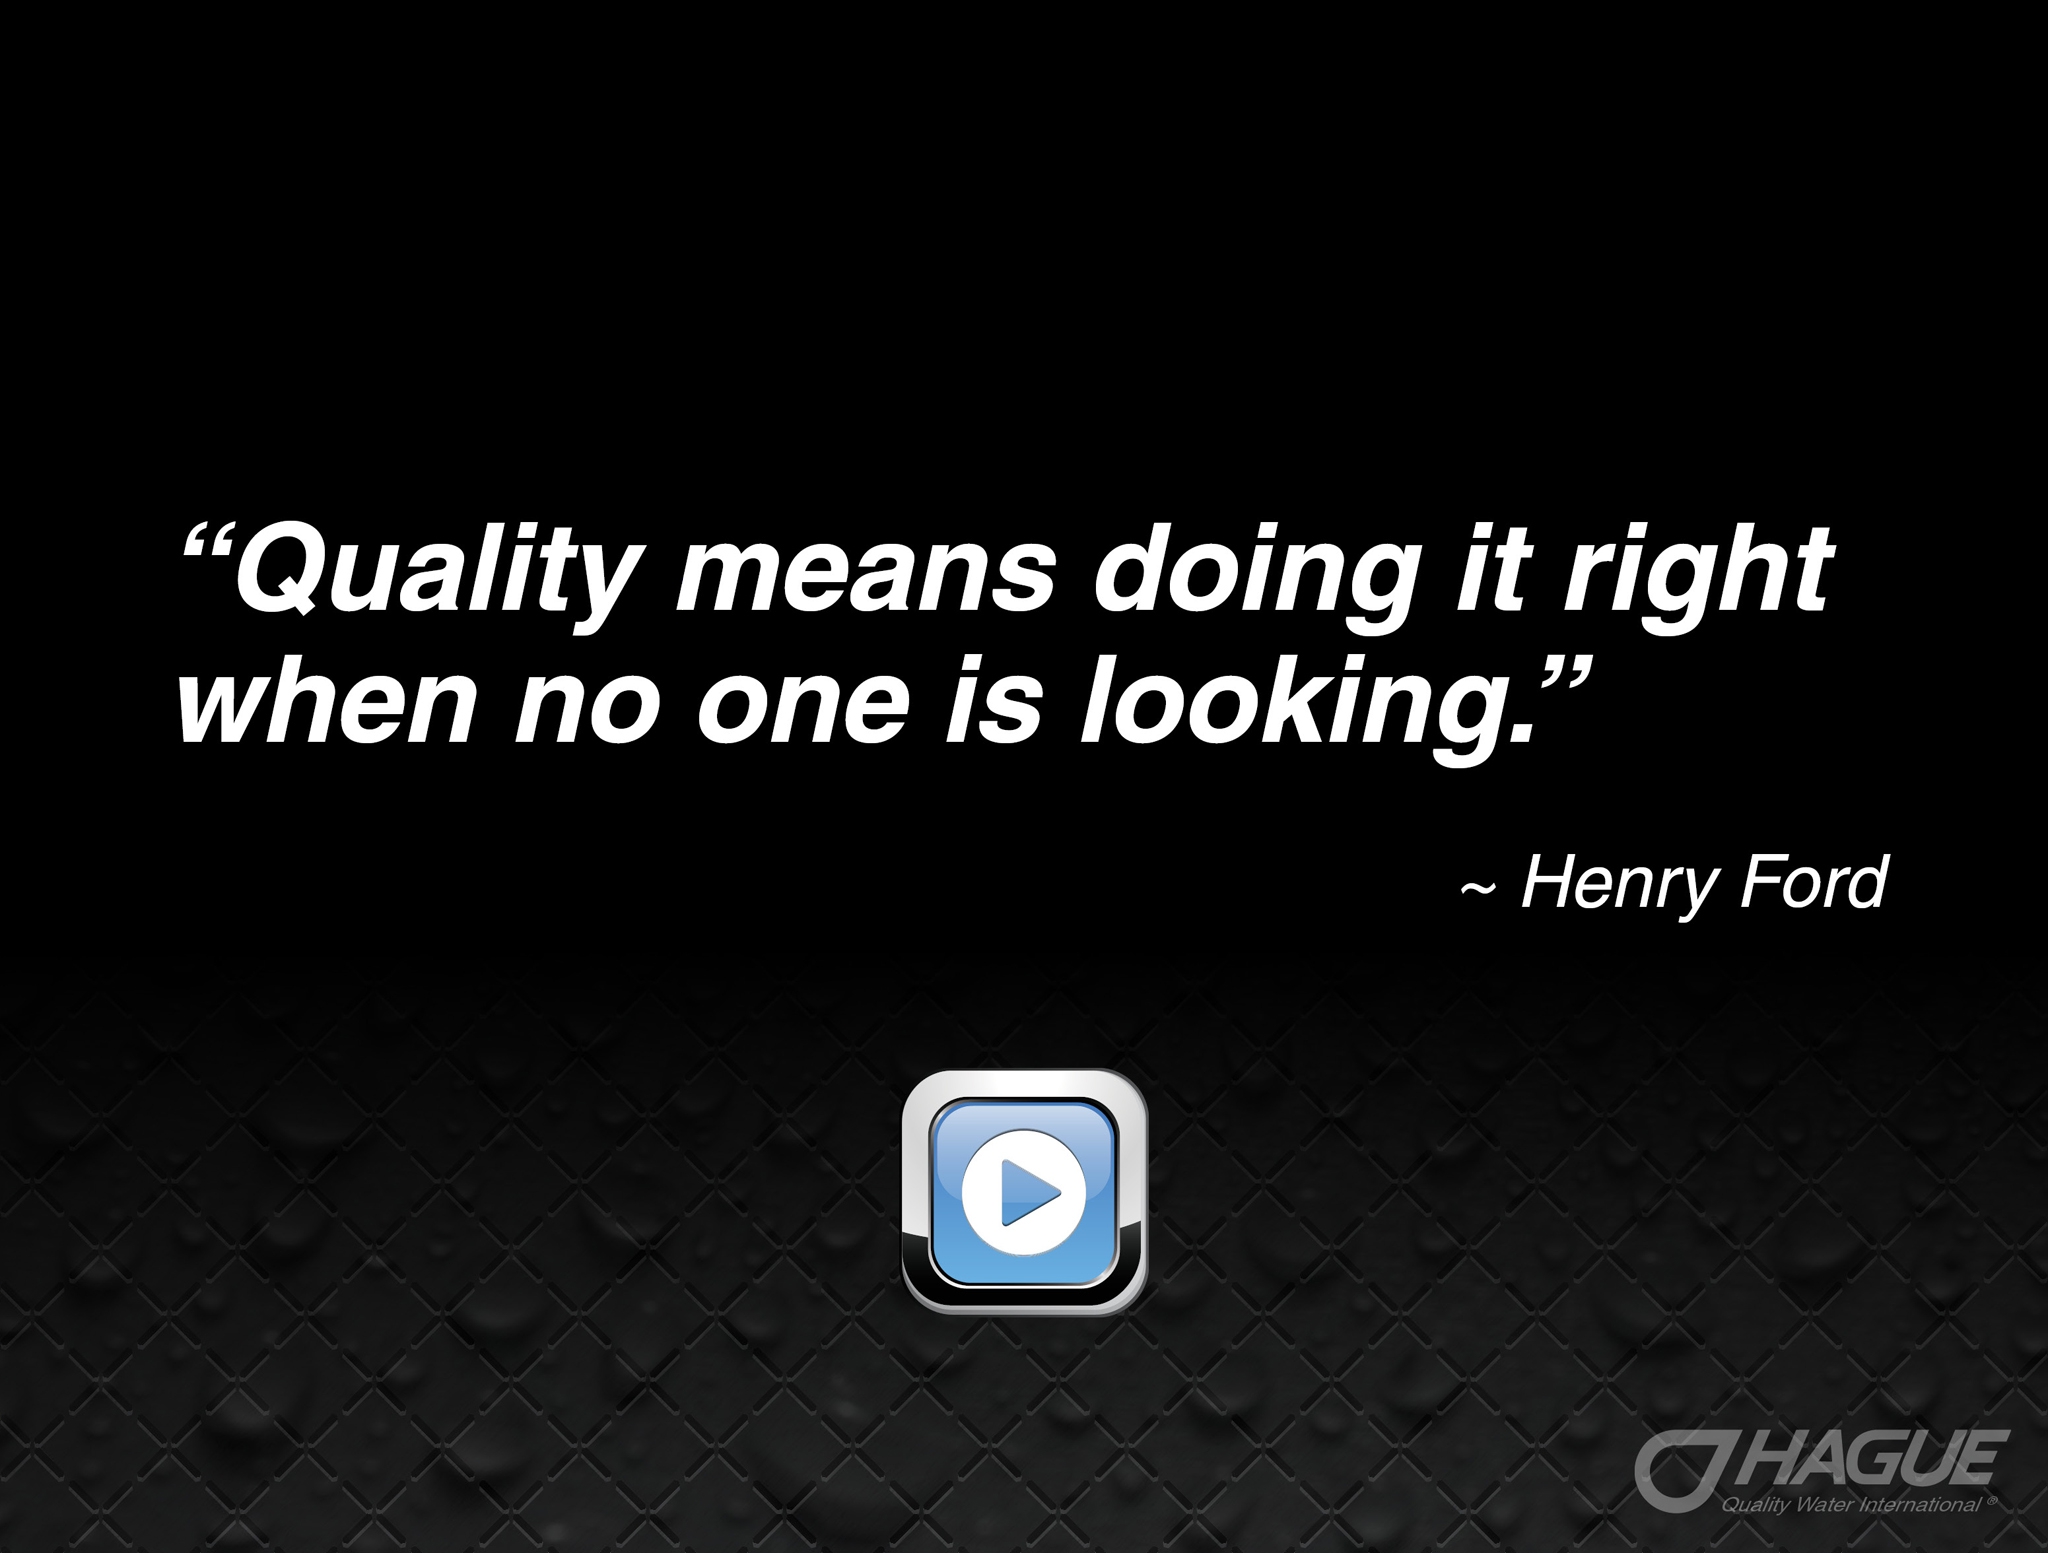 “Quality means doing it right
when no one is looking.”
~ Henry Ford
HAGUE
Quality Water International ®